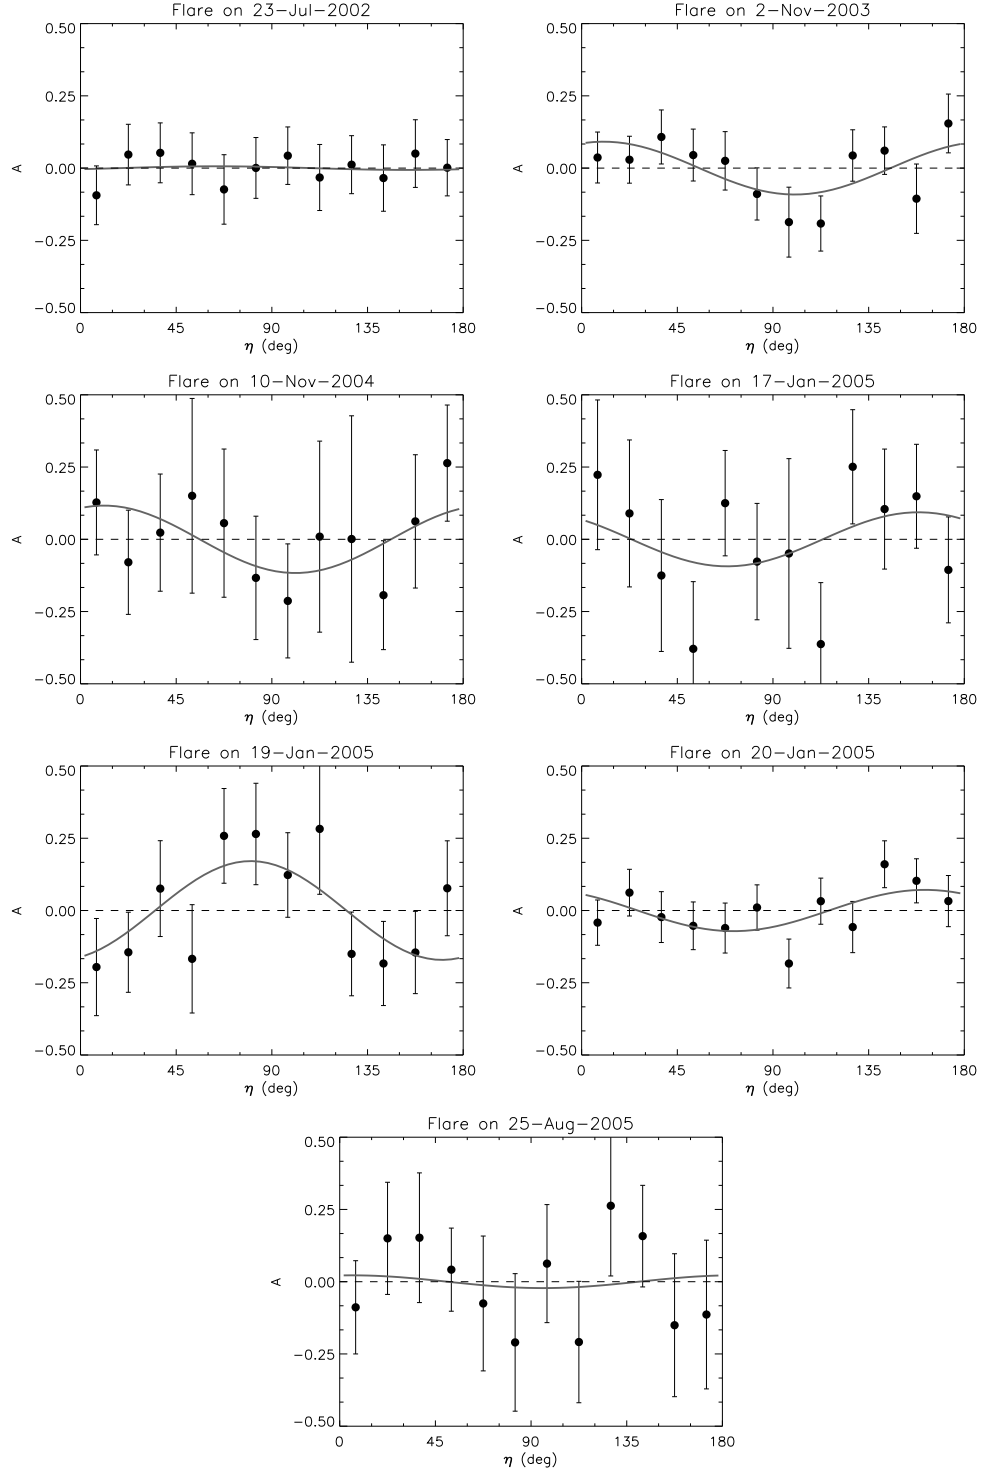 Flare on 23-Jul-2002
0.50
0.25
0.00
-0.25
-0.50
A
0 45 90 135 180
η (deg)
Flare on 2-Nov-2003
0.50
0.25
0.00
-0.25
-0.50
A
0 45 90 135 180
η (deg)
Flare on 10-Nov-2004
0.50
0.25
0.00
-0.25
-0.50
A
0 45 90 135 180
η (deg)
Flare on 17-Jan-2005
0.50
0.25
0.00
-0.25
-0.50
A
0 45 90 135 180
η (deg)
Flare on 19-Jan-2005
0.50
0.25
0.00
-0.25
-0.50
A
0 45 90 135 180
η (deg)
Flare on 20-Jan-2005
0.50
0.25
0.00
-0.25
-0.50
A
0 45 90 135 180
η (deg)
Flare on 25-Aug-2005
0.50
0.25
0.00
-0.25
-0.50
A
0 45 90 135 180
η (deg)